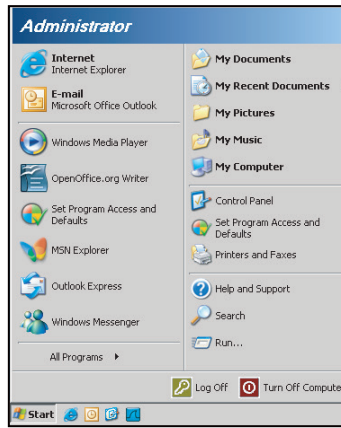 Administrator
Internet
Internet Explorer
E-mail
Microsoft Office Outlook
Windows Media Player
OpenOffice.org Writer
Set Program Access and
Defaults
MSN Explorer
Outlook Express
Windows Messenger
All Programs
My Documents
My Recent Documents
My Pictures
My Music
My Computer
Control Panel
Set Program Access and
Defaults
Printers and Faxes
Help and Support
Search
Run...
Log Off
Turn Off Compute
Start